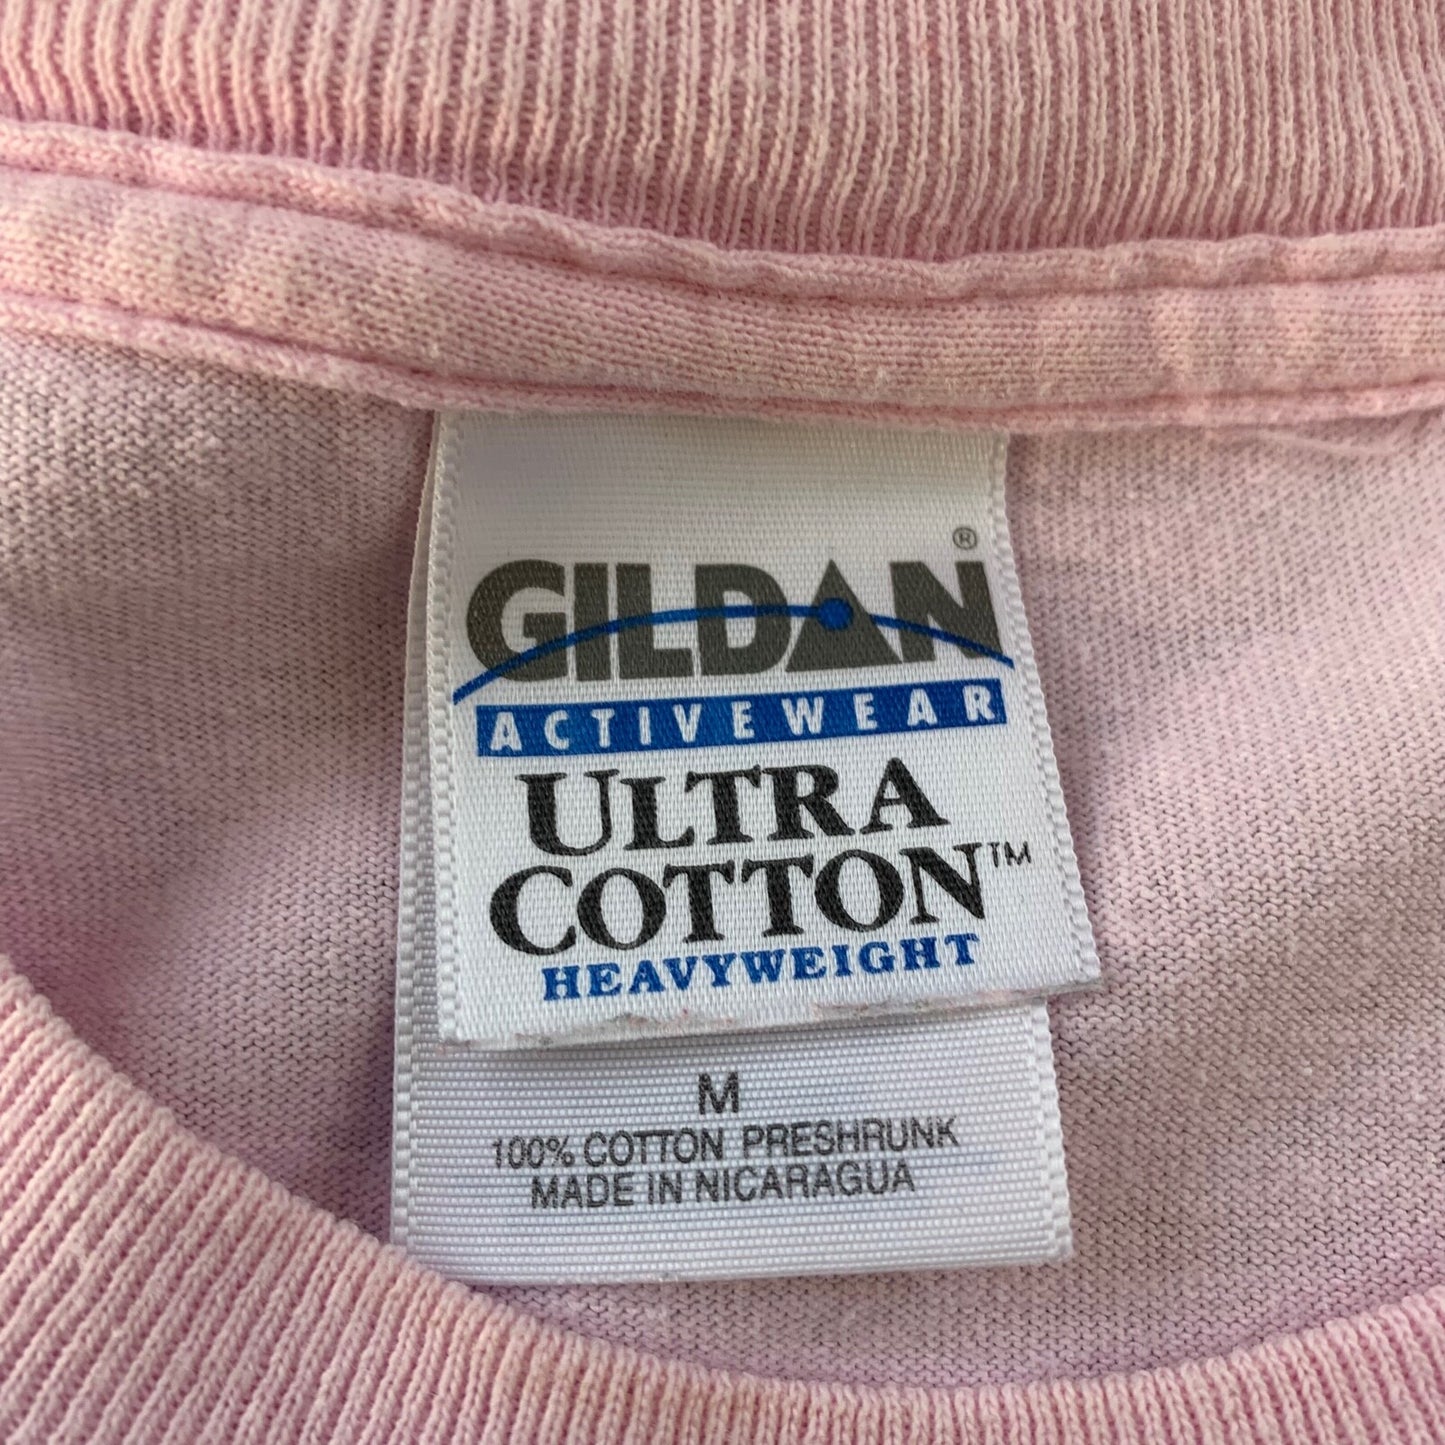 GILDAN®
ACTIVEWEAR
ULTRA
COTTON™
HEAVYWEIGHT
M
100% COTTON PRESHRUNK
MADE IN NICARAGUA